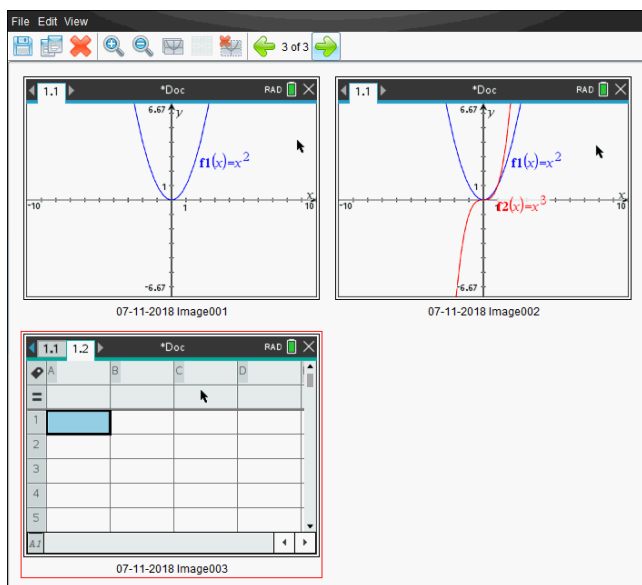 File Edit View
3 of 3
1.1 *Doc RAD
6.67 y
f1(x)=x²
1
x
-10 1 10
-6.67
07-11-2018 Image001
1.1 *Doc RAD
6.67 y
f1(x)=x²
1
x
-10 f2(x)=x³ 10
-6.67
07-11-2018 Image002
1.1 1.2 *Doc RAD
A B C D
=
1
2
3
4
5
A1
07-11-2018 Image003